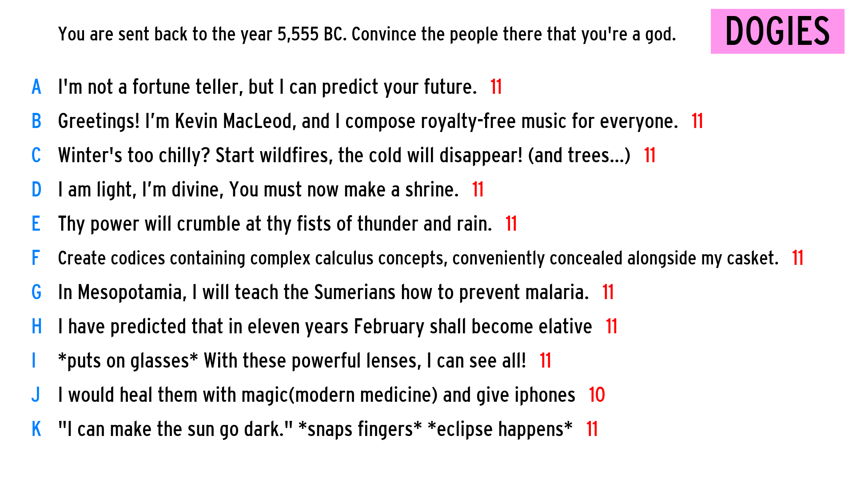 You are sent back to the year 5,555 BC. Convince the people there that you're a god.
DOGIES
A I'm not a fortune teller, but I can predict your future. 11
B Greetings! I’m Kevin MacLeod, and I compose royalty-free music for everyone. 11
C Winter's too chilly? Start wildfires, the cold will disappear! (and trees...) 11
D I am light, I’m divine, You must now make a shrine. 11
E Thy power will crumble at thy fists of thunder and rain. 11
F Create codices containing complex calculus concepts, conveniently concealed alongside my casket. 11
G In Mesopotamia, I will teach the Sumerians how to prevent malaria. 11
H I have predicted that in eleven years February shall become elative 11
I *puts on glasses* With these powerful lenses, I can see all! 11
J I would heal them with magic(modern medicine) and give iphones 10
K "I can make the sun go dark." *snaps fingers* *eclipse happens* 11